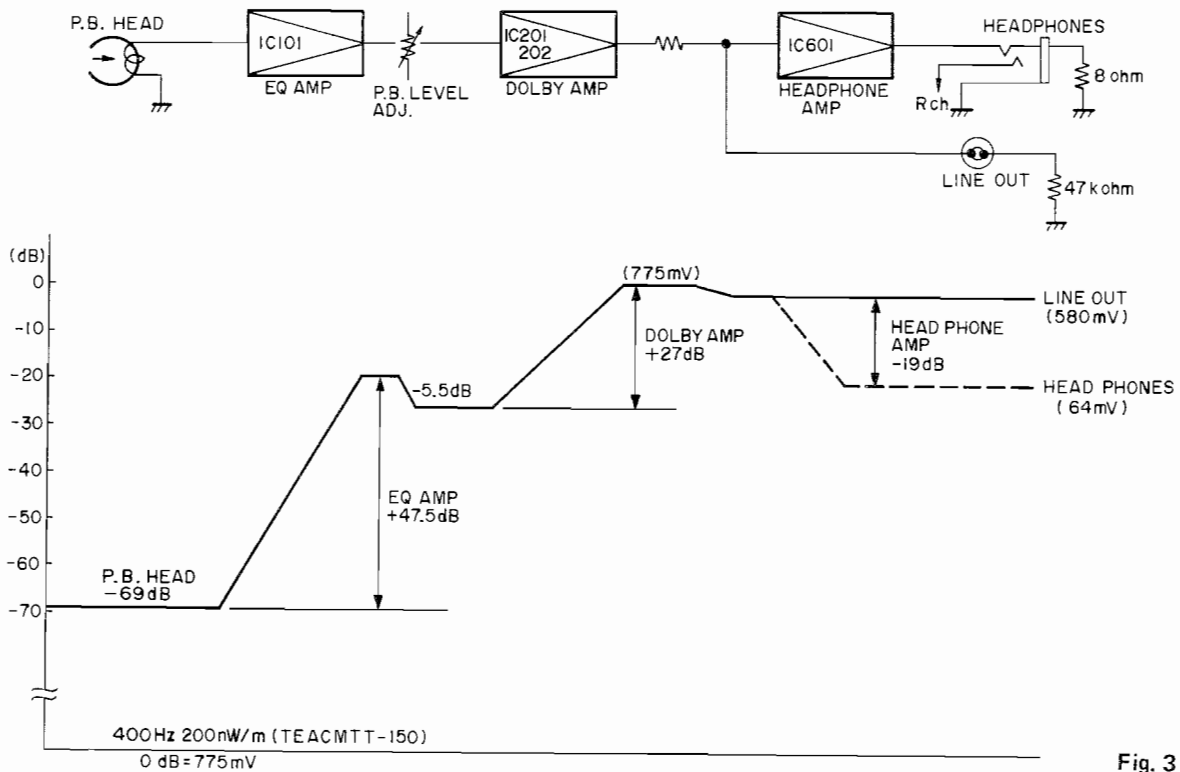 P.B. HEAD
IC101
EQ AMP
P.B. LEVEL
ADJ.
IC201
202
DOLBY AMP
IC601
HEADPHONE
AMP
HEADPHONES
8 ohm
Rch.
LINE OUT
47k ohm
(dB)
0
-10
-20
-30
-40
-50
-60
-70
P.B. HEAD
-69dB
EQ AMP
+47.5dB
-5.5dB
(775mV)
DOLBY AMP
+27dB
HEAD PHONE
AMP
-19dB
LINE OUT
(580mV)
HEAD PHONES
(64mV)
400Hz 200nW/m (TEACMTT-150)
0 dB=775mV
Fig. 3